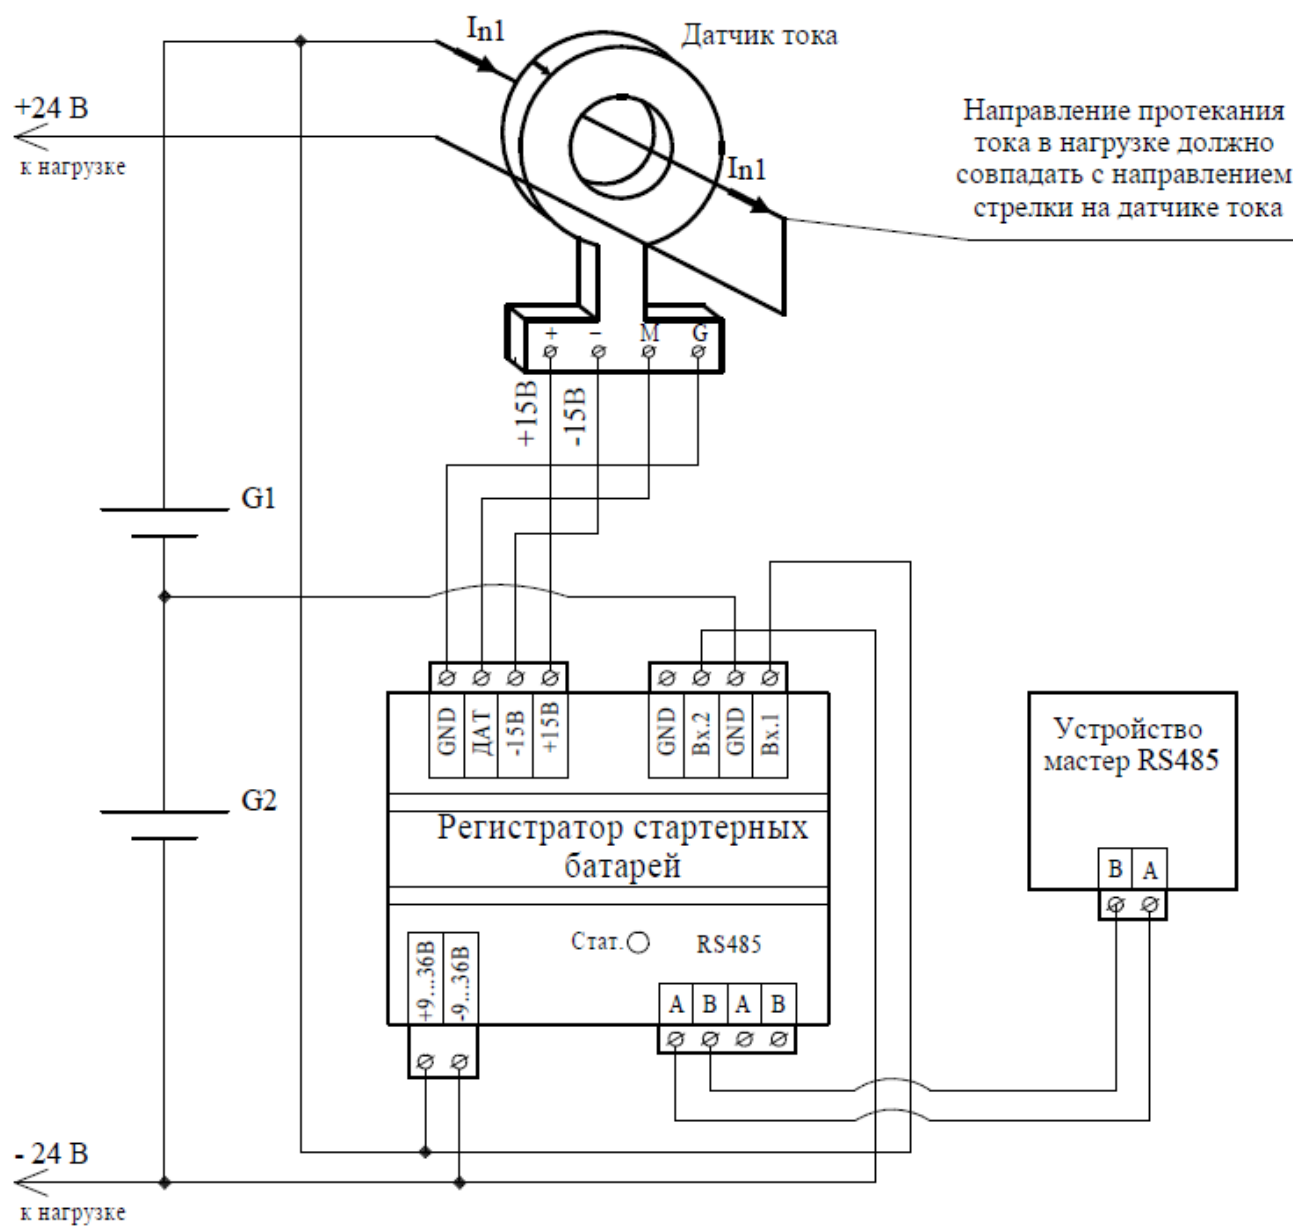 In1
Датчик тока
+24 В
к нагрузке
Направление протекания
тока в нагрузке должно
совпадать с направлением
стрелки на датчике тока
In1
+ – М G
+15В
-15В
G1
GND ДАТ -15В +15В
GND Вх.2 GND Вх.1
G2
Регистратор стартерных
батарей
Устройство
мастер RS485
В А
Стат.
RS485
+9...36В
-9...36В
А В А В
- 24 В
к нагрузке